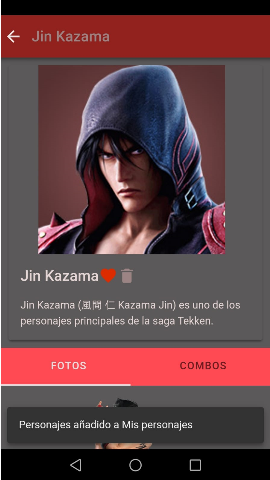 Jin Kazama
Jin Kazama
Jin Kazama (風間 仁 Kazama Jin) es uno de los
personajes principales de la saga Tekken.
FOTOS COMBOS
Personajes añadido a Mis personajes